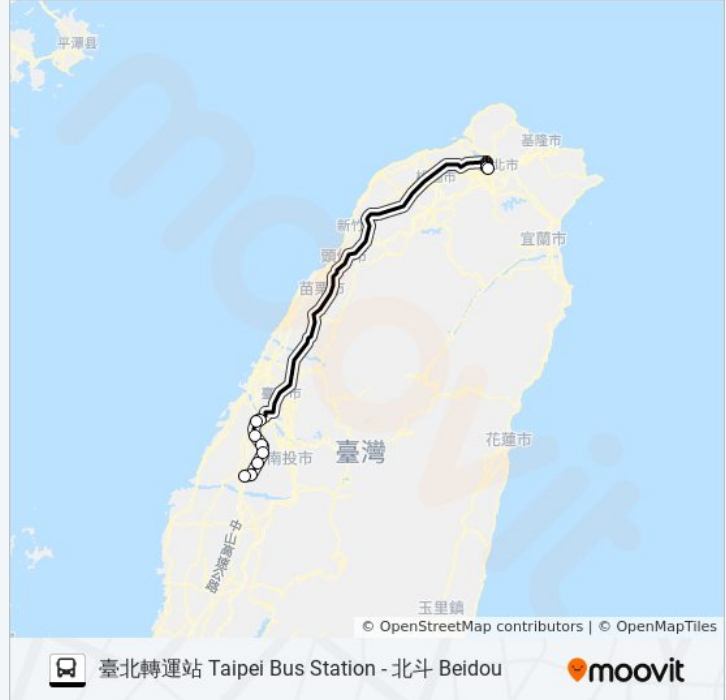 平潭县
基隆市
北市
新竹
宜蘭市
苗栗市
花蓮市
南投市
臺灣
中山高速公路
玉里鎮
© OpenStreetMap contributors | © OpenMapTiles
臺北轉運站 Taipei Bus Station - 北斗 Beidou
moovit